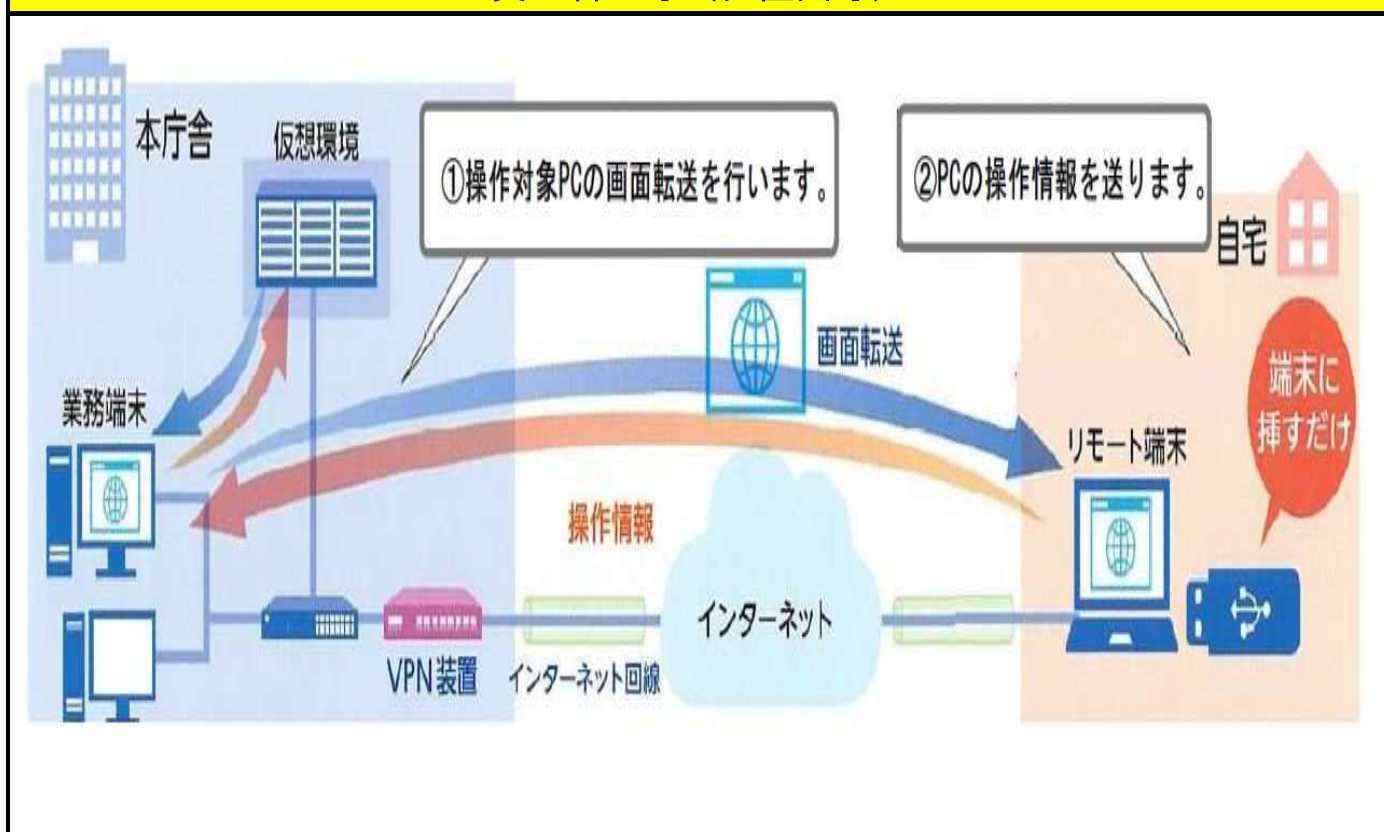 本庁舎
仮想環境
①操作対象PCの画面転送を行います。
②PCの操作情報を送ります。
自宅
画面転送
端末に
挿すだけ
業務端末
リモート端末
操作情報
インターネット
VPN装置
インターネット回線